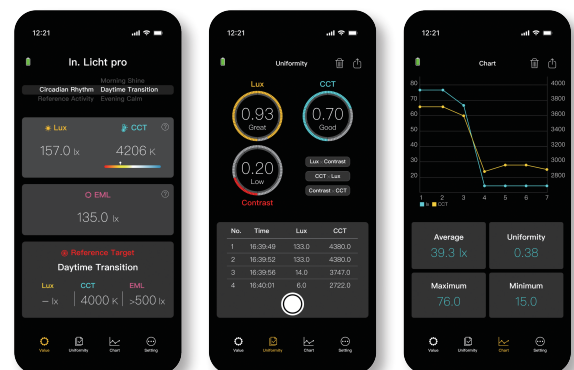 12:21
In. Licht pro
Morning Shine
Circadian Rhythm Daytime Transition
Reference Activity Evening Calm
Lux CCT ?
157.0 lx 4206 K
EML ?
135.0 lx
Reference Target
Daytime Transition
Lux CCT EML
– lx 4000 K >500 lx
Value Uniformity Chart Setting
12:21
Uniformity
Lux CCT
0.93 0.70
Great Good
0.20
Low
Contrast
Lux : Contrast
CCT : Lux
Contrast : CCT
No. Time Lux CCT
1 16:39:49 133.0 4380.0
2 16:39:52 133.0 4380.0
3 16:39:56 14.0 3747.0
4 16:40:01 6.0 2722.0
Value Uniformity Chart Setting
12:21
Chart
80 4000
70 3800
60 3600
50 3400
40 3200
30 3000
20 2800
1 2 3 4 5 6 7
lx CCT
Average Uniformity
39.3 lx 0.38
Maximum Minimum
76.0 15.0
Value Uniformity Chart Setting